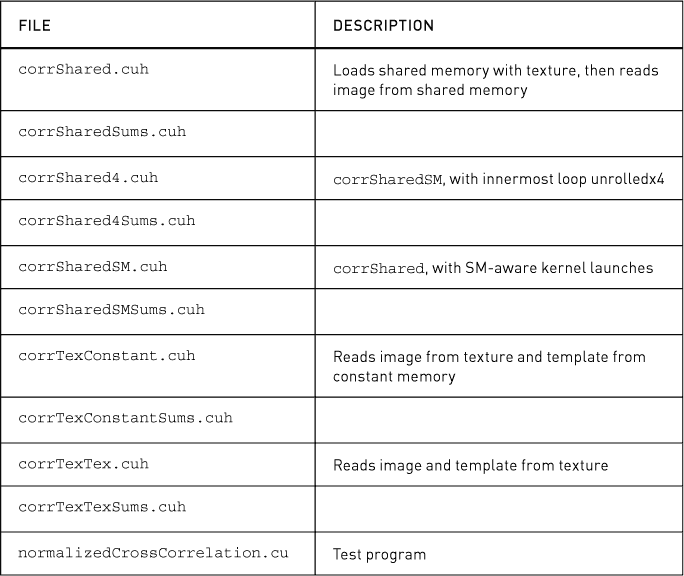 FILE
DESCRIPTION
corrShared.cuh
Loads shared memory with texture, then reads
image from shared memory
corrSharedSums.cuh
corrShared4.cuh
corrSharedSM, with innermost loop unrolledx4
corrShared4Sums.cuh
corrSharedSM.cuh
corrShared, with SM-aware kernel launches
corrSharedSMSums.cuh
corrTexConstant.cuh
Reads image from texture and template from
constant memory
corrTexConstantSums.cuh
corrTexTex.cuh
Reads image and template from texture
corrTexTexSums.cuh
normalizedCrossCorrelation.cu
Test program